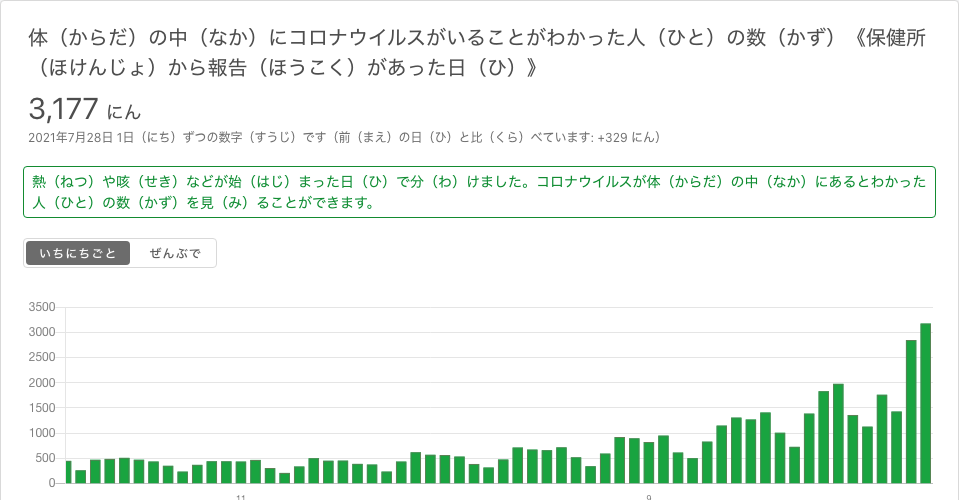 体（からだ）の中（なか）にコロナウイルスがいることがわかった人（ひと）の数（かず）《保健所
（ほけんじょ）から報告（ほうこく）があった日（ひ）》
3,177 にん
2021年7月28日 1日（にち）ずつの数字（すうじ）です（前（まえ）の日（ひ）と比（くら）べています: +329 にん）
熱（ねつ）や咳（せき）などが始（はじ）まった日（ひ）で分（わ）けました。コロナウイルスが体（からだ）の中（なか）にあるとわかった
人（ひと）の数（かず）を見（み）ることができます。
いちにちごと ぜんぶで
3500
3000
2500
2000
1500
1000
500
0
11 9